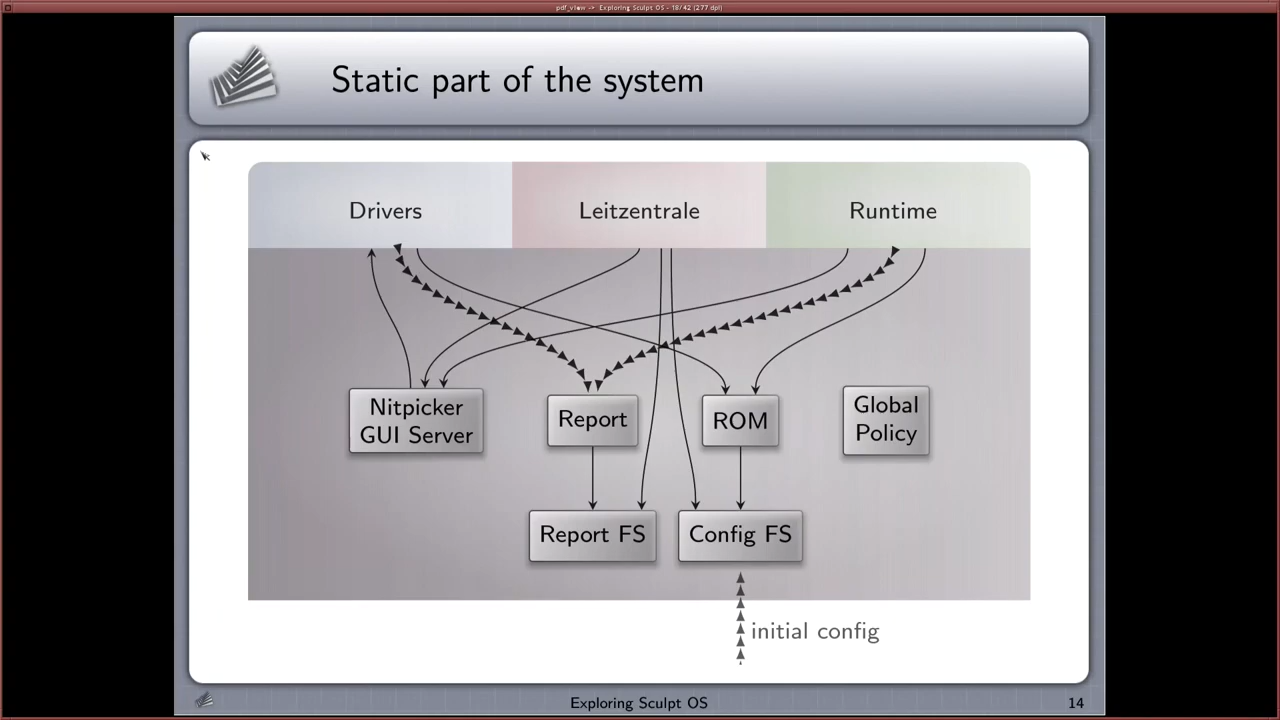 pdf_view -> Exploring Sculpt OS - 18/42 (277 dpi)
Static part of the system
Drivers
Leitzentrale
Runtime
Nitpicker
GUI Server
Report
ROM
Global
Policy
Report FS
Config FS
initial config
Exploring Sculpt OS
14